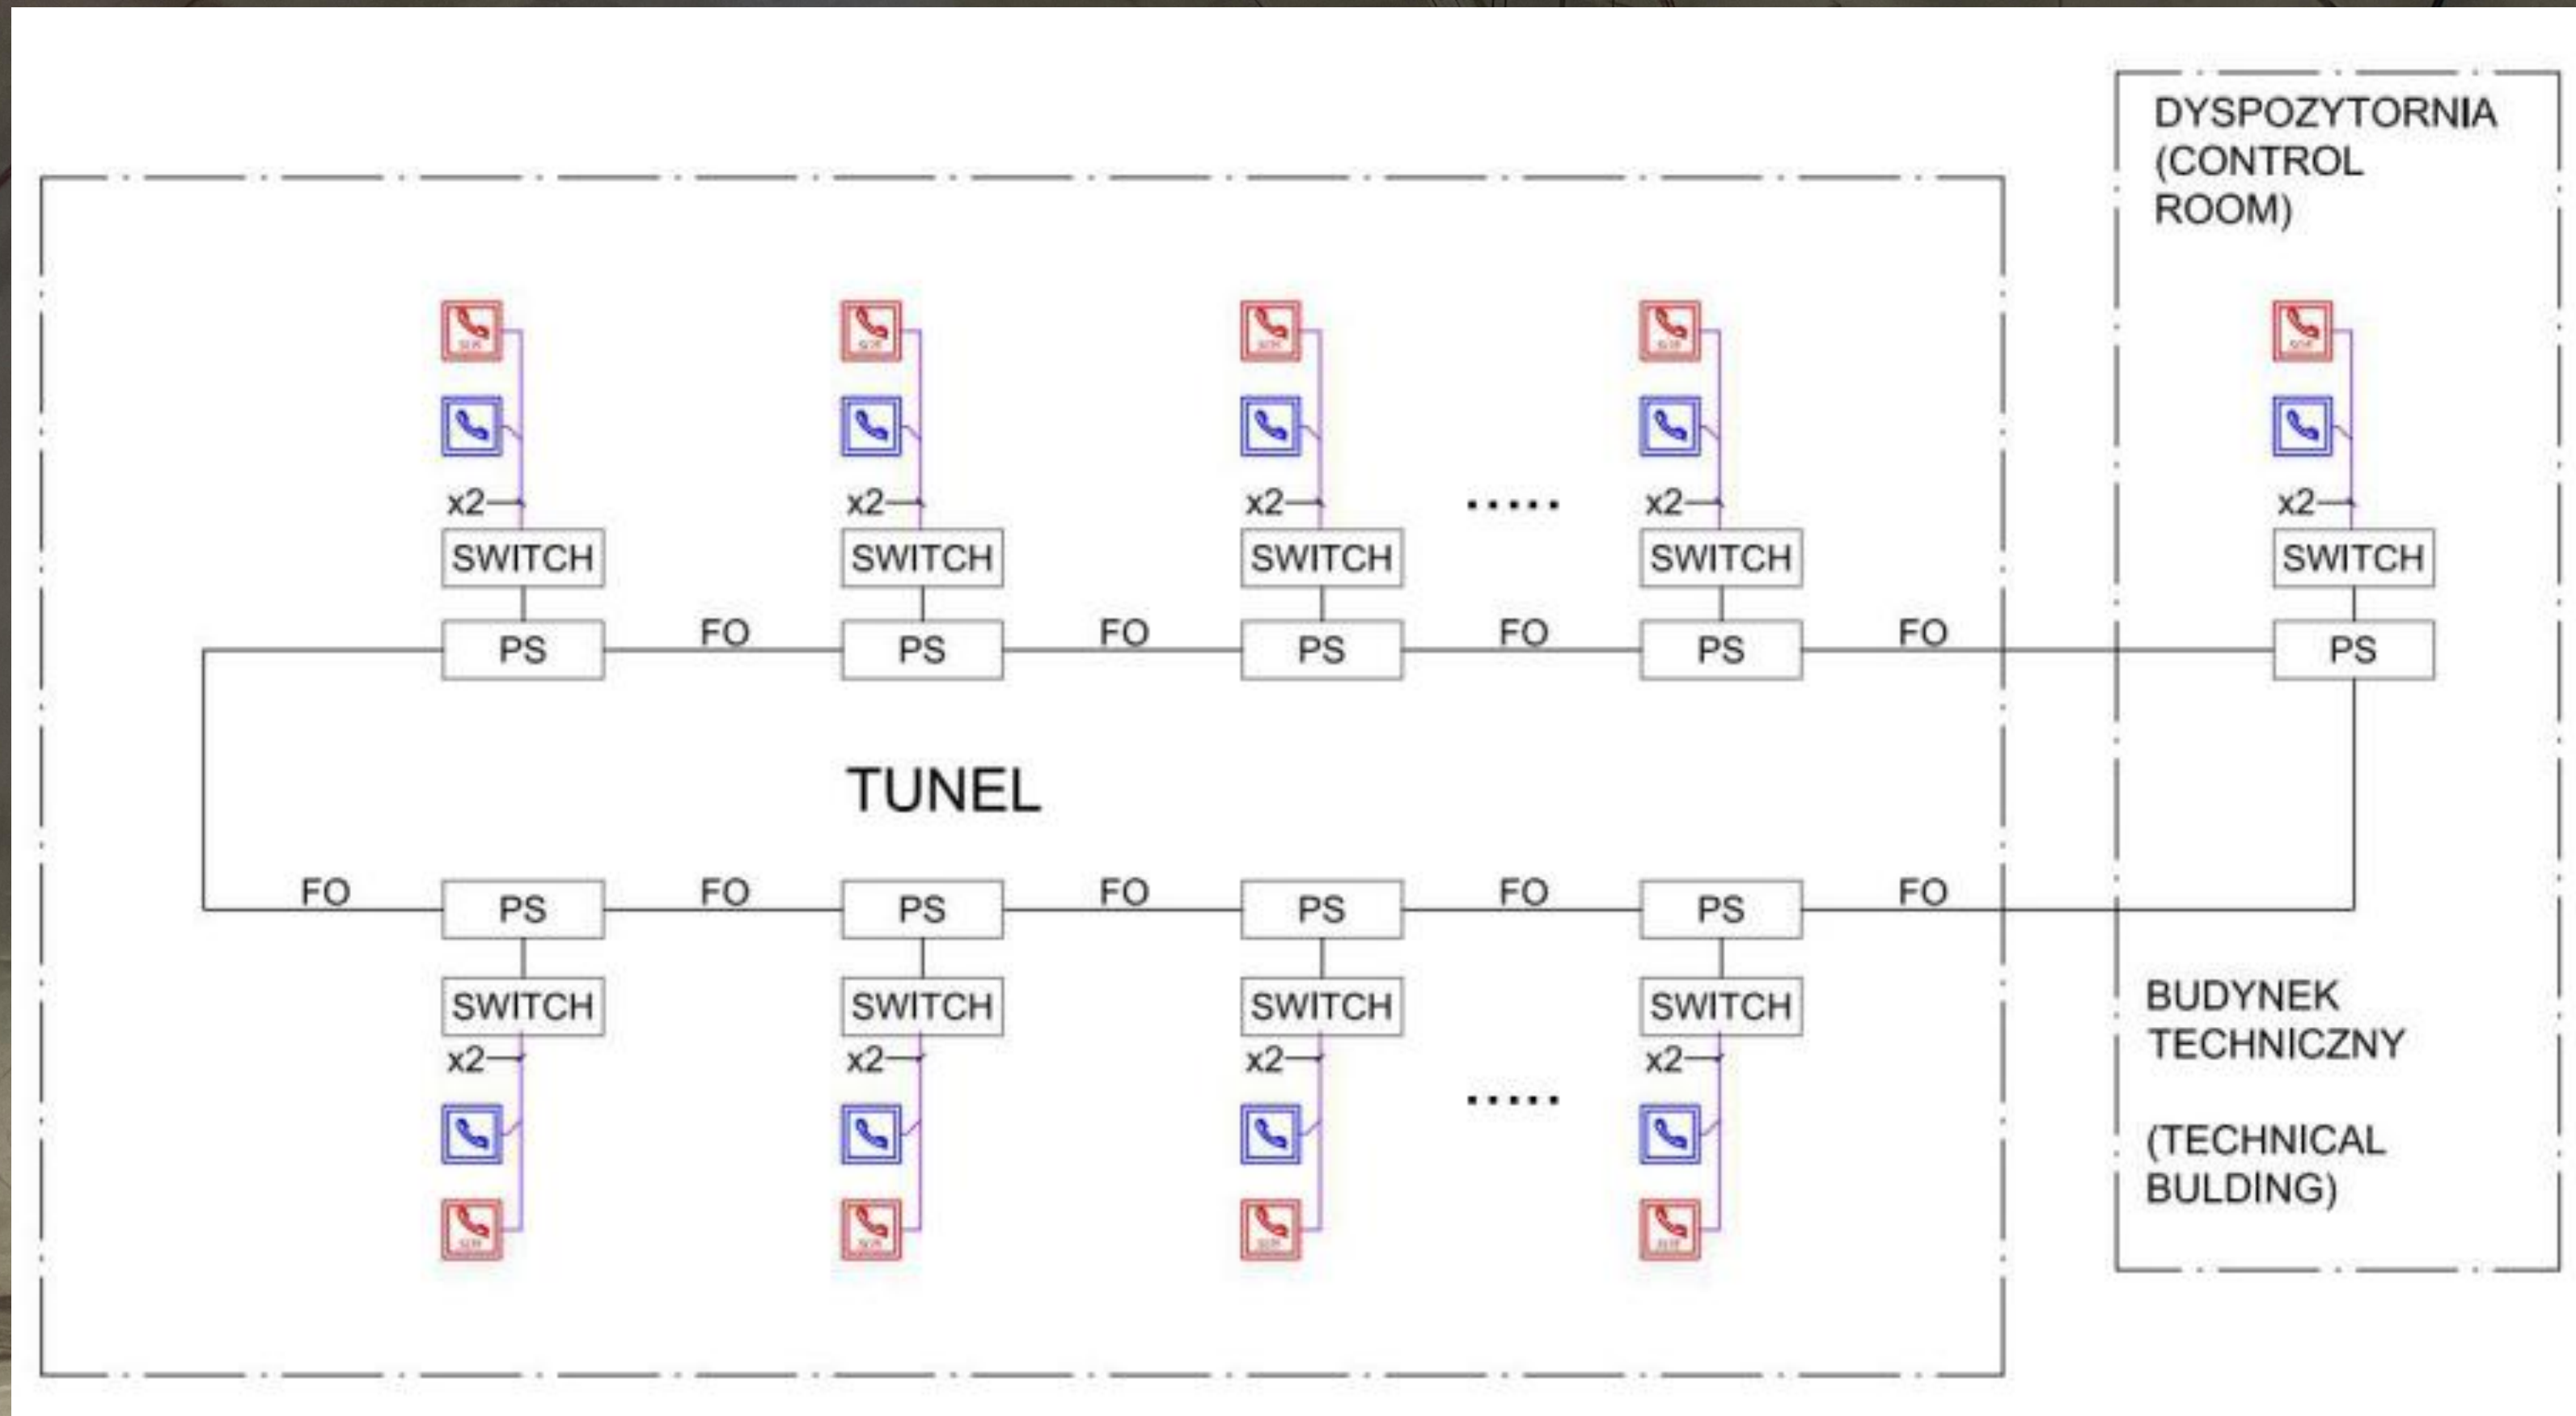 DYSPOZYTORNIA
(CONTROL
ROOM)
x2 x2 x2 ..... x2 x2
SWITCH SWITCH SWITCH SWITCH SWITCH
FO FO FO FO
PS PS PS PS PS
TUNEL
FO FO FO FO FO
PS PS PS PS
SWITCH SWITCH SWITCH SWITCH
x2 x2 x2 ..... x2
BUDYNEK
TECHNICZNY
(TECHNICAL
BULDING)